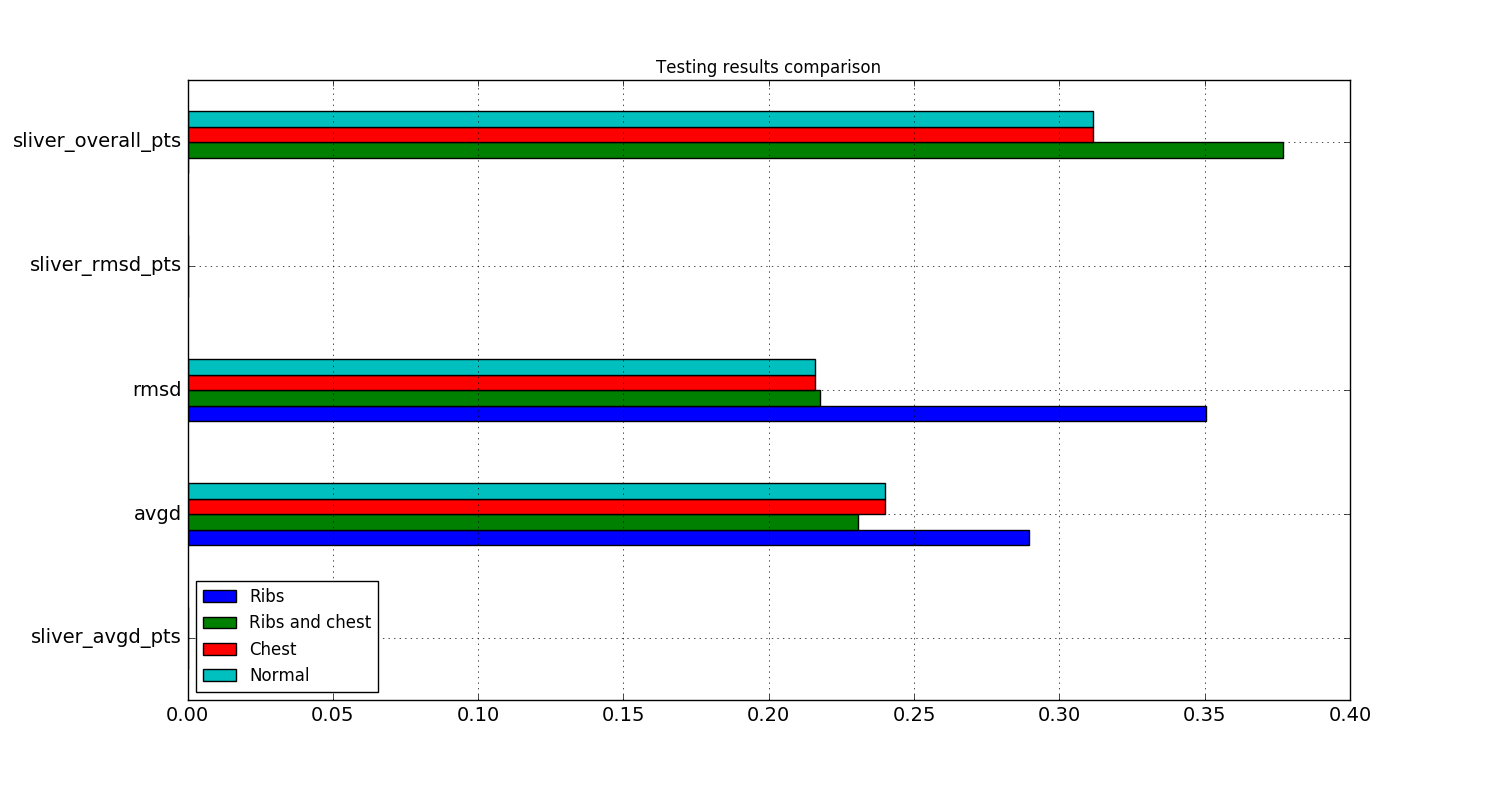 Testing results comparison
sliver_overall_pts
sliver_rmsd_pts
rmsd
avgd
sliver_avgd_pts
Ribs
Ribs and chest
Chest
Normal
0.00 0.05 0.10 0.15 0.20 0.25 0.30 0.35 0.40